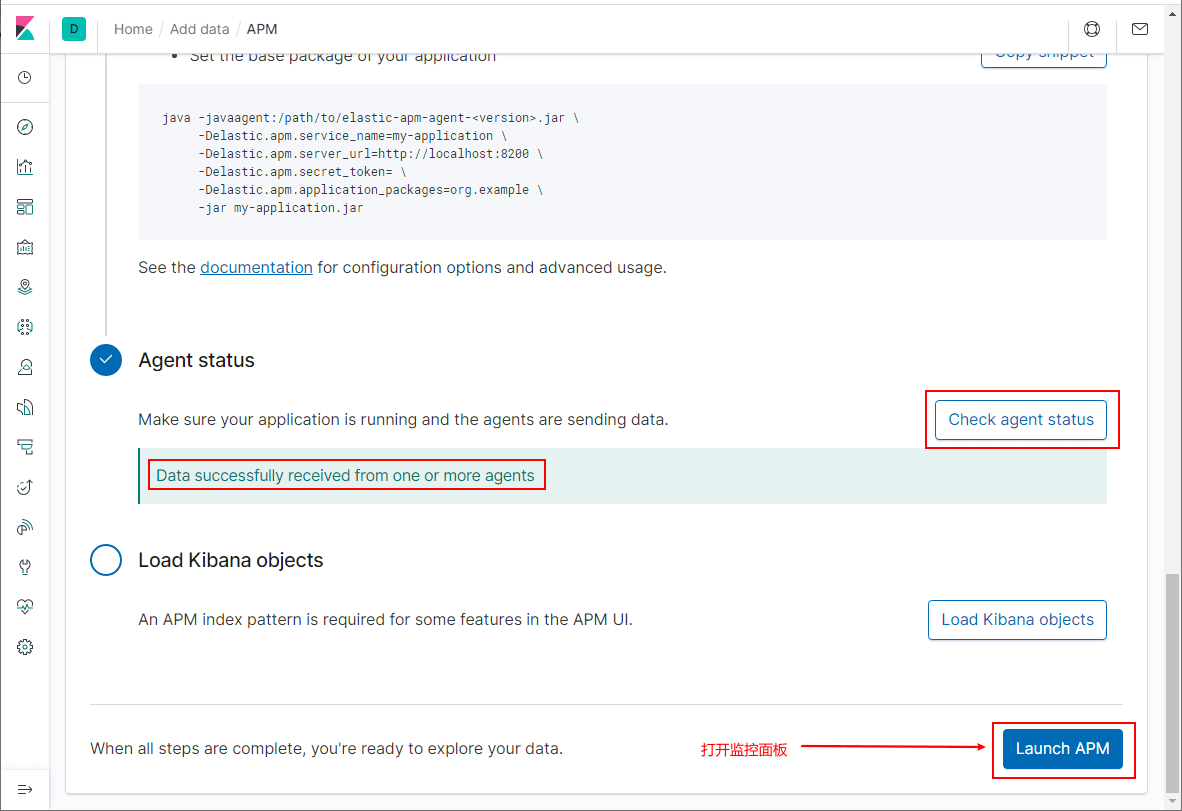 D
Home / Add data / APM
• Set the base package of your application
Copy snippet
java -javaagent:/path/to/elastic-apm-agent-<version>.jar \
-Delastic.apm.service_name=my-application \
-Delastic.apm.server_url=http://localhost:8200 \
-Delastic.apm.secret_token= \
-Delastic.apm.application_packages=org.example \
-jar my-application.jar
See the documentation for configuration options and advanced usage.
Agent status
Make sure your application is running and the agents are sending data.
Check agent status
Data successfully received from one or more agents
Load Kibana objects
An APM index pattern is required for some features in the APM UI.
Load Kibana objects
When all steps are complete, you're ready to explore your data.
打开监控面板
Launch APM